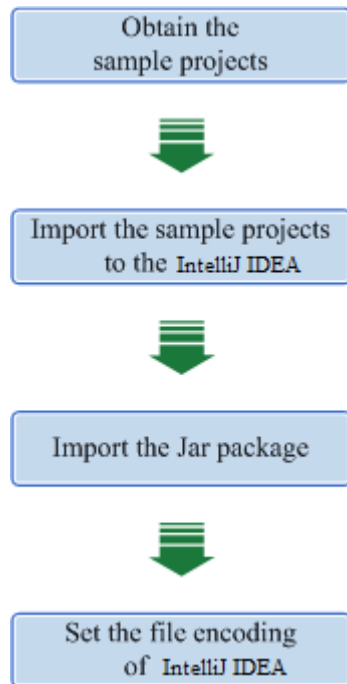 Obtain the
sample projects
Import the sample projects
to the IntelliJ IDEA
Import the Jar package
Set the file encoding
of IntelliJ IDEA